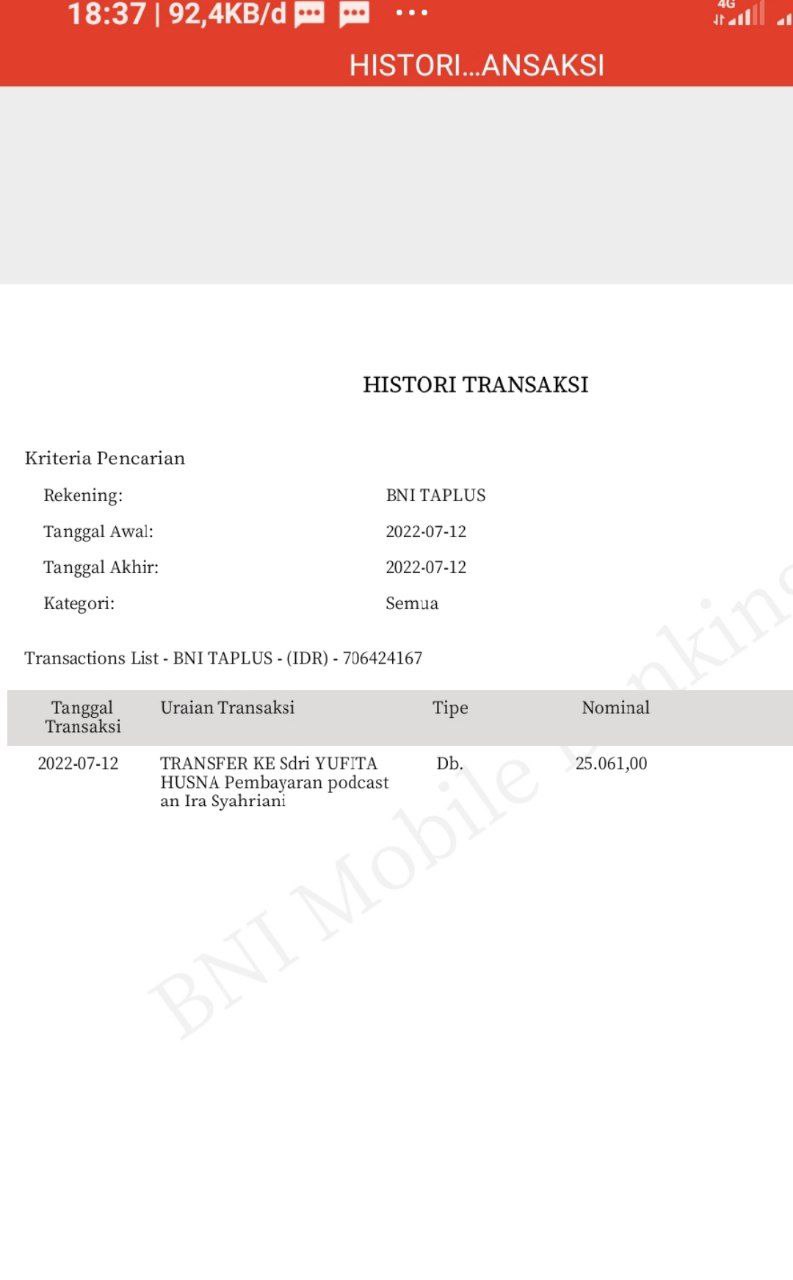 18:37 | 92,4KB/d
4G
HISTORI...ANSAKSI
HISTORI TRANSAKSI
Kriteria Pencarian
Rekening: BNI TAPLUS
Tanggal Awal: 2022-07-12
Tanggal Akhir: 2022-07-12
Kategori: Semua
Transactions List - BNI TAPLUS - (IDR) - 706424167
Tanggal Transaksi Uraian Transaksi Tipe Nominal
2022-07-12 TRANSFER KE Sdri YUFITA Db. 25.061,00
HUSNA Pembayaran podcast
an Ira Syahriani
BNI Mobile